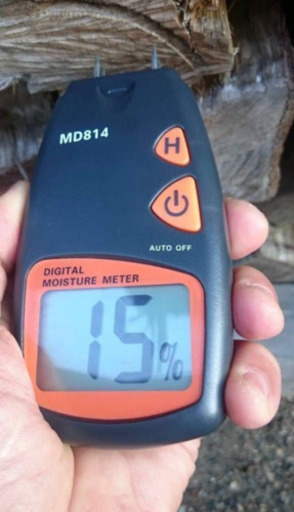 MD814
H
AUTO OFF
DIGITAL
MOISTURE METER
15%